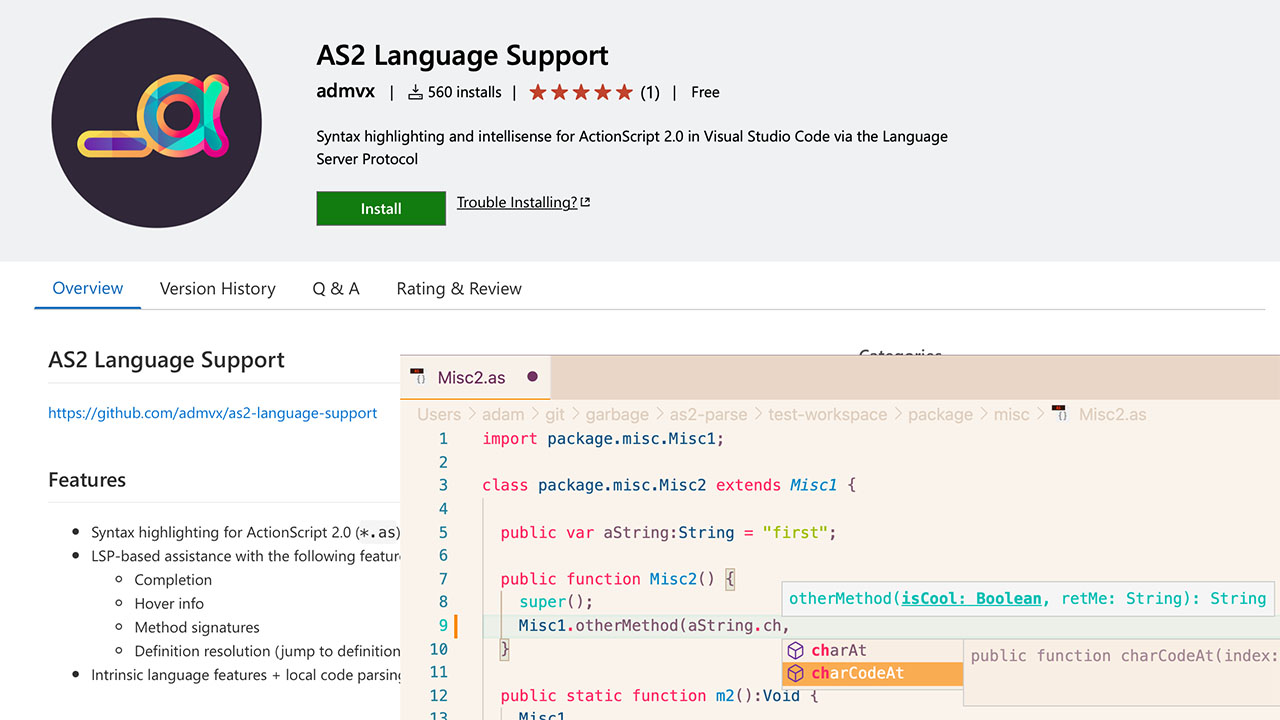 AS2 Language Support
admvx | 560 installs | (1) | Free
Syntax highlighting and intellisense for ActionScript 2.0 in Visual Studio Code via the Language
Server Protocol
Install
Trouble Installing?
Overview
Version History
Q & A
Rating & Review
AS2 Language Support
https://github.com/admvx/as2-language-support
Features
• Syntax highlighting for ActionScript 2.0 (*.as)
• LSP-based assistance with the following
Completion
Hover info
Method signatures
Definition resolution (jump to definition
• Intrinsic language features + local code parsing
Categories
Misc2.as
Users > adam > git > garbage > as2-parse > test-workspace > package > misc > Misc2.as
1 import package.misc.Misc1;
2
3 class package.misc.Misc2 extends Misc1 {
4
5 public var aString:String = "first";
6
7 public function Misc2() {
8 super();
9 Misc1.otherMethod(aString.ch,
10 }
11
12 public static function m2():Void {
13 Misc1
otherMethod(isCool: Boolean, retMe: String): String
charAt
charCodeAt
public function charCodeAt(index: